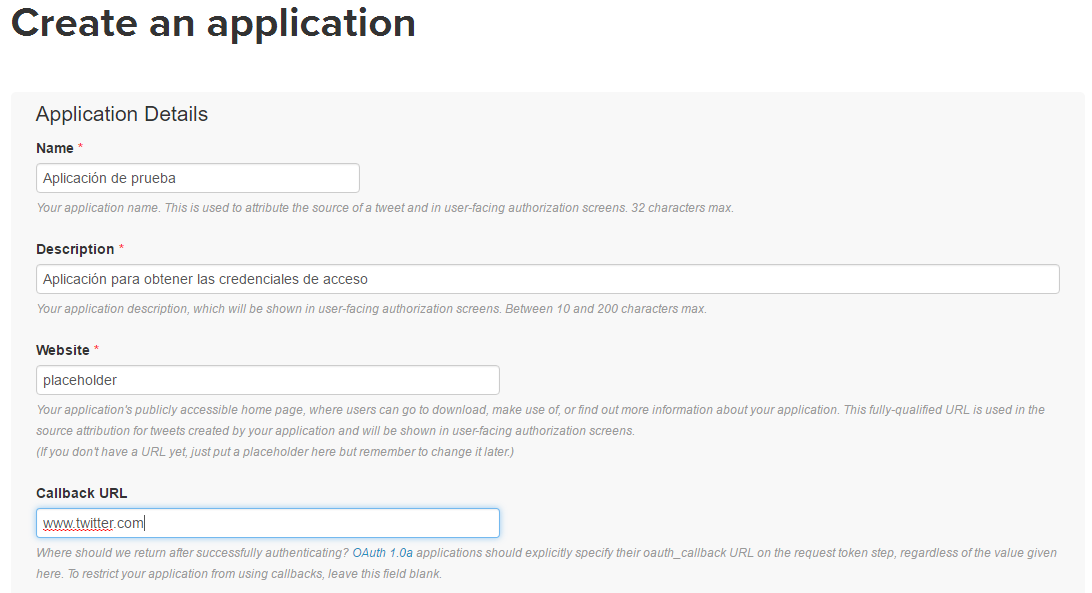 Create an application
Application Details
Name *
Aplicación de prueba
Your application name. This is used to attribute the source of a tweet and in user-facing authorization screens. 32 characters max.
Description *
Aplicación para obtener las credenciales de acceso
Your application description, which will be shown in user-facing authorization screens. Between 10 and 200 characters max.
Website *
placeholder
Your application's publicly accessible home page, where users can go to download, make use of, or find out more information about your application. This fully-qualified URL is used in the
source attribution for tweets created by your application and will be shown in user-facing authorization screens.
(If you don't have a URL yet, just put a placeholder here but remember to change it later.)
Callback URL
www.twitter.com
Where should we return after successfully authenticating? OAuth 1.0a applications should explicitly specify their oauth_callback URL on the request token step, regardless of the value given
here. To restrict your application from using callbacks, leave this field blank.